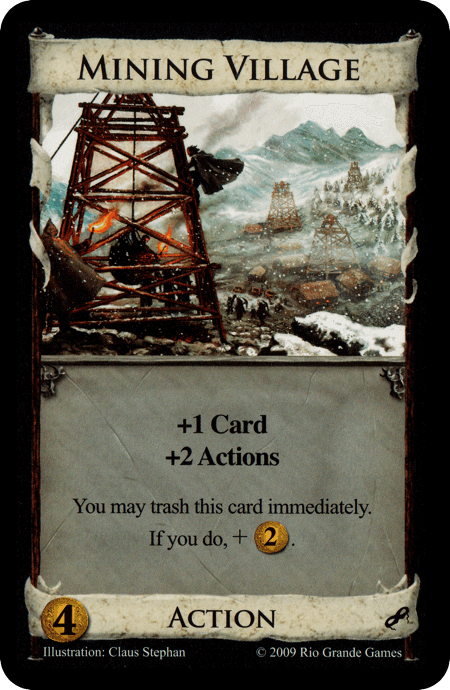 MINING VILLAGE
+1 Card
+2 Actions
You may trash this card immediately.
If you do, + 2.
4
ACTION
Illustration: Claus Stephan
© 2009 Rio Grande Games